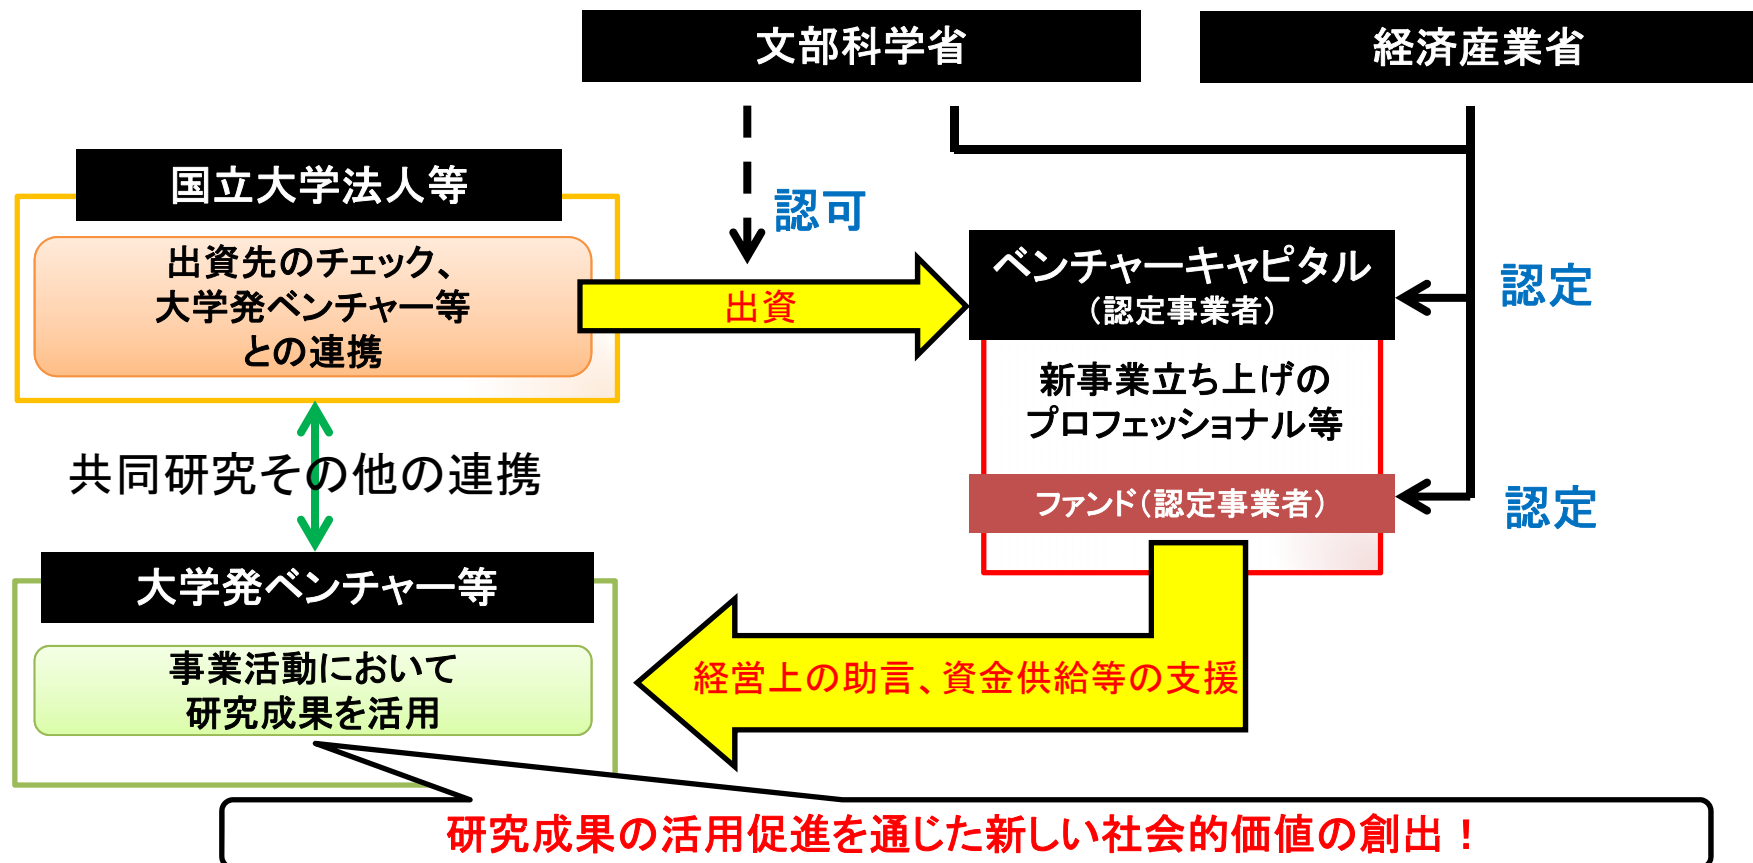 文部科学省
経済産業省
国立大学法人等
認可
出資先のチェック、
大学発ベンチャー等
との連携
出資
ベンチャーキャピタル
（認定事業者）
認定
新事業立ち上げの
プロフェッショナル等
共同研究その他の連携
ファンド（認定事業者）
認定
大学発ベンチャー等
事業活動において
研究成果を活用
経営上の助言、資金供給等の支援
研究成果の活用促進を通じた新しい社会的価値の創出！